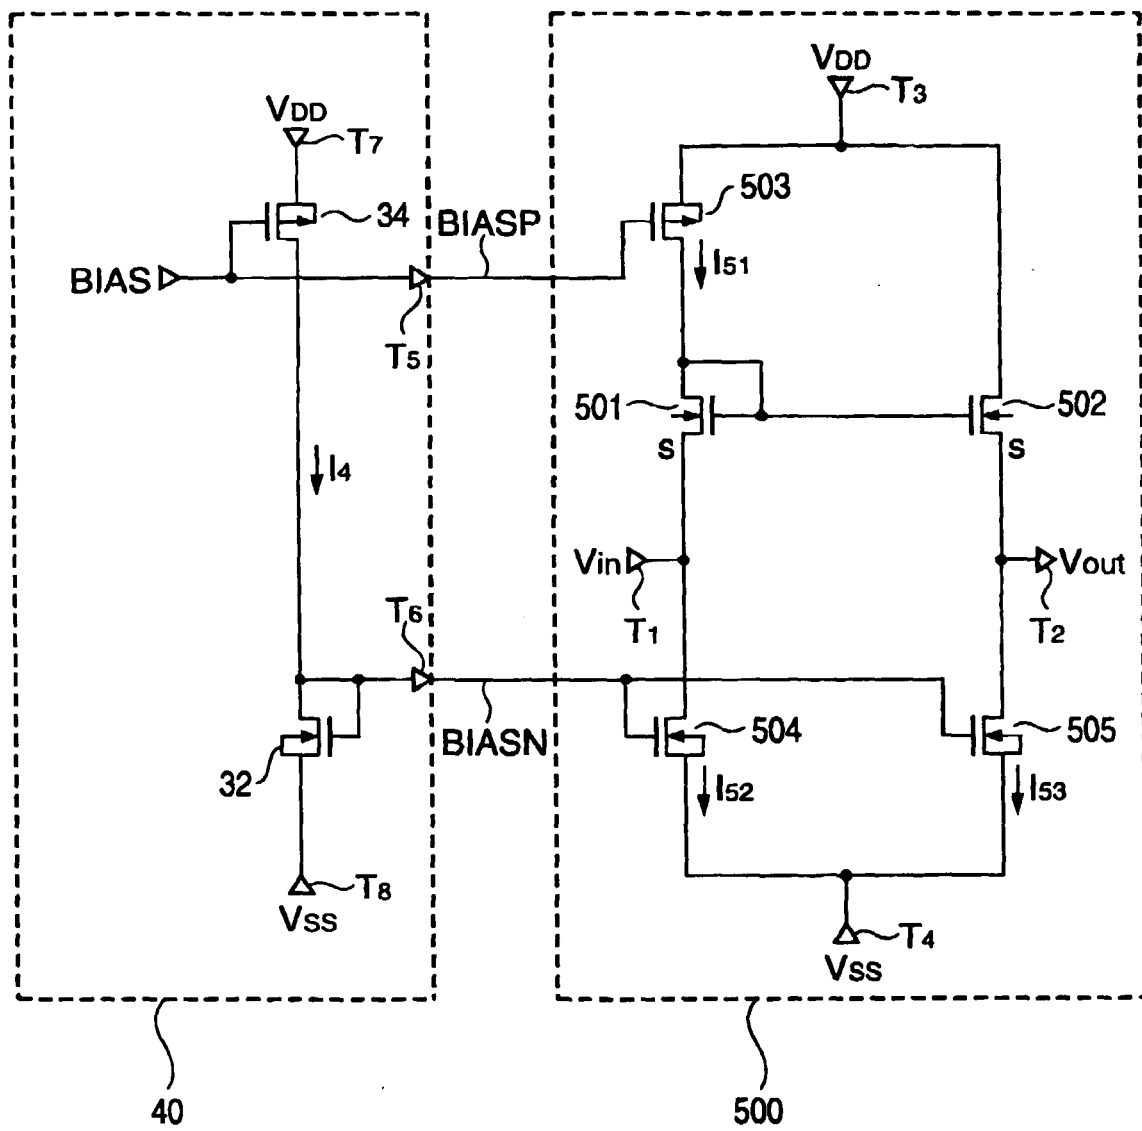 VDD
T3
VDD
T7
34
503
BIASP
BIAS
I51
T5
501
502
S
S
I4
Vin
Vout
T1
T2
T6
504
505
BIASN
32
I52
I53
T8
VSS
T4
VSS
40
500